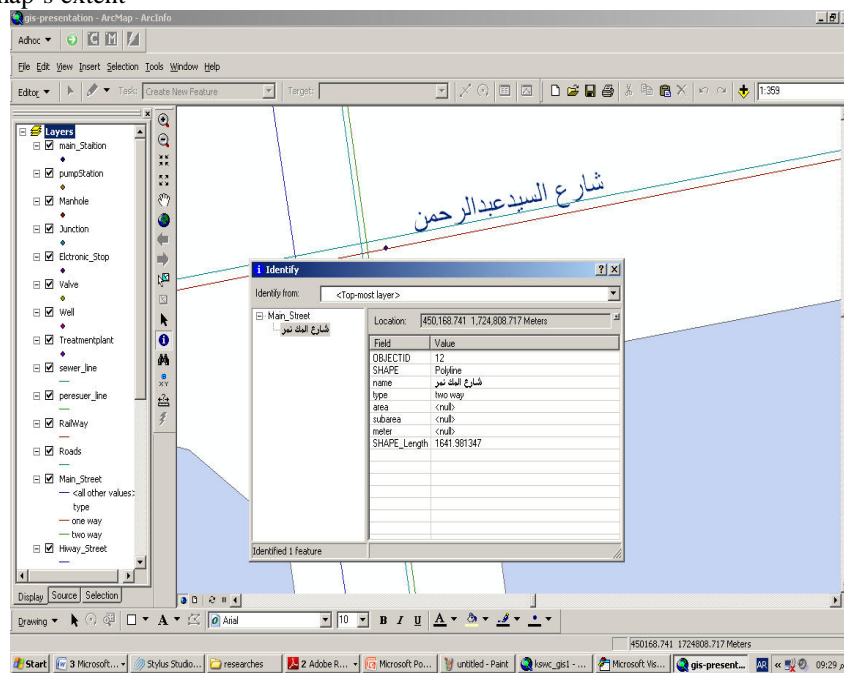 map's extent
gis-presentation - ArcMap - ArcInfo
Adhoc
File Edit View Insert Selection Tools Window Help
Editor Task: Create New Feature Target: 1:359
Layers
main_Staition
pumpStation
Manhole
Junction
Elctronic_Stop
Valve
Well
Treatmentplant
sewer_line
peresuer_line
RailWay
Roads
Main_Street
<all other values>
type
one way
two way
Hiway_Street
Display Source Selection
شارع السيدعبدالرحمن
Identify
Identify from: <Top-most layer>
Main_Street
شارع المك نمر
Location: 450,168.741 1,724,808.717 Meters
Field Value
OBJECTID 12
SHAPE Polyline
name شارع المك نمر
type two way
area <null>
subarea <null>
meter <null>
SHAPE_Length 1641.981347
Identified 1 feature
Drawing A Arial 10 B I U A
450168.741 1724808.717 Meters
Start 3 Microsoft... Stylus Studio... researches 2 Adobe R... Microsoft Po... untitled - Paint kswc_gis1 - ... Microsoft Vis... gis-present... AR 09:29